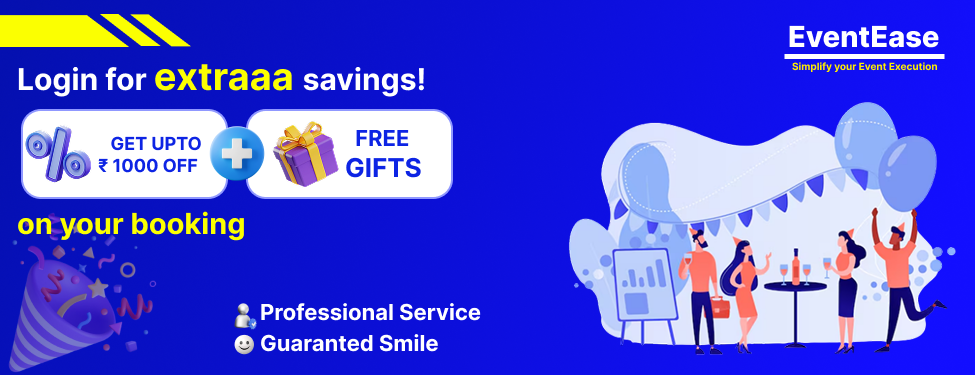 EventEase
Simplify your Event Execution
Login for extraaa savings!
GET UPTO
₹ 1000 OFF
FREE
GIFTS
on your booking
Professional Service
Guaranted Smile